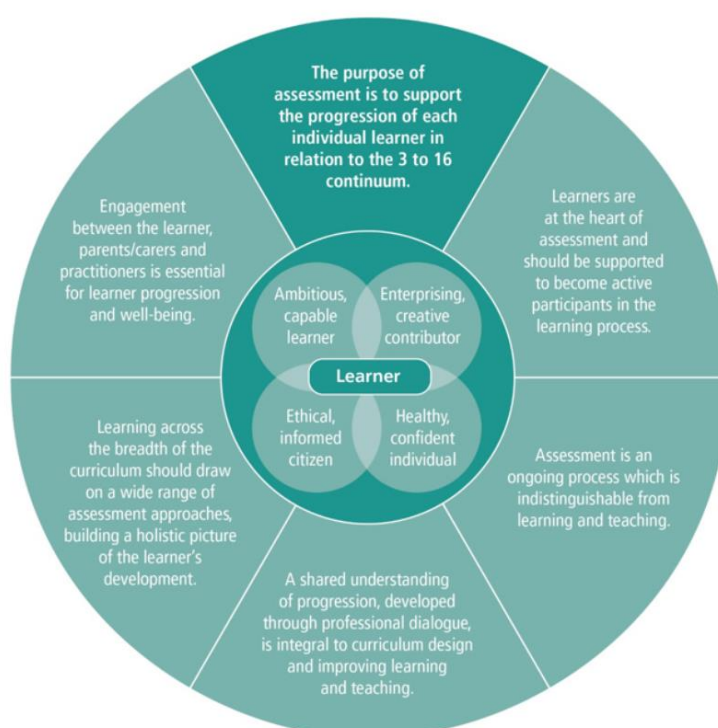 The purpose of
assessment is to support
the progression of each
individual learner in
relation to the 3 to 16
continuum.
Learners are
at the heart of
assessment and
should be supported
to become active
participants in the
learning process.
Assessment is an
ongoing process which is
indistinguishable from
learning and teaching.
A shared understanding
of progression, developed
through professional dialogue,
is integral to curriculum design
and improving learning
and teaching.
Learning across
the breadth of the
curriculum should draw
on a wide range of
assessment approaches,
building a holistic picture
of the learner’s
development.
Engagement
between the learner,
parents/carers and
practitioners is essential
for learner progression
and well-being.
Ambitious,
capable
learner
Enterprising,
creative
contributor
Learner
Ethical,
informed
citizen
Healthy,
confident
individual